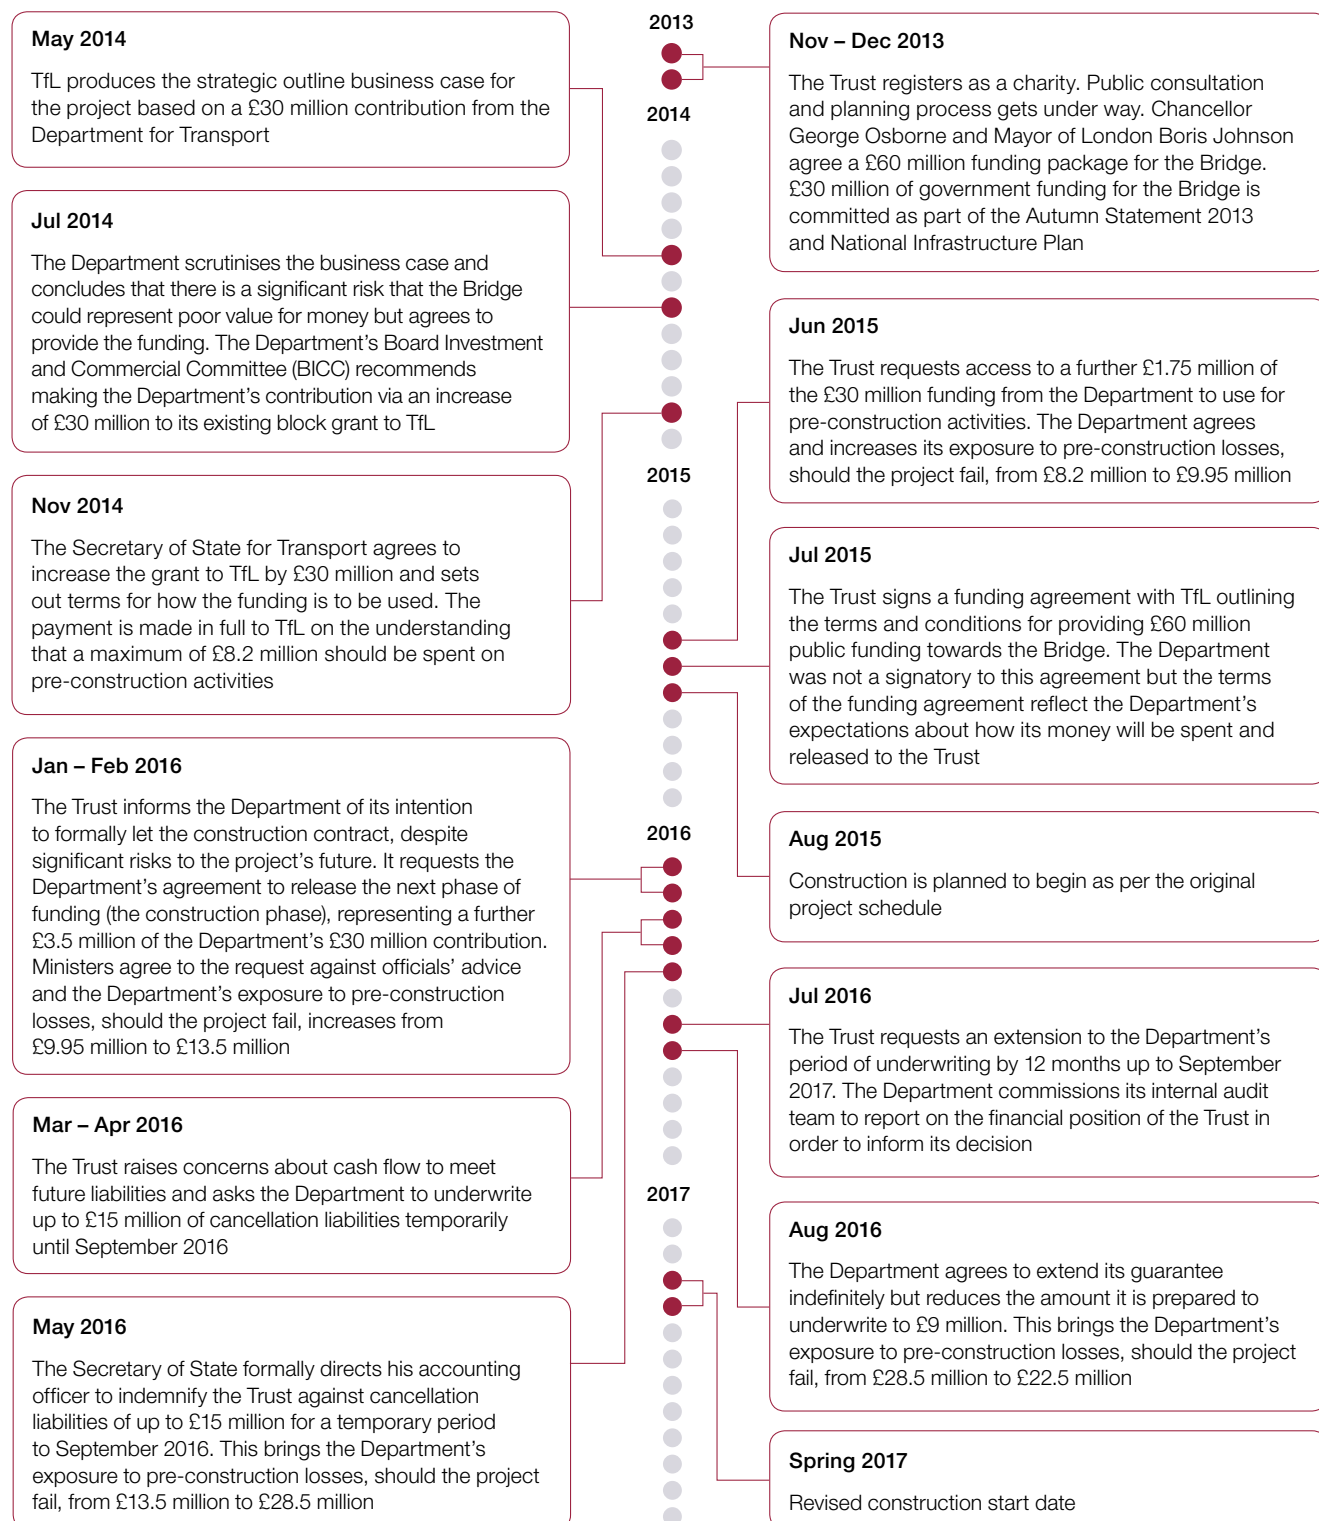 May 2014
TfL produces the strategic outline business case for
the project based on a £30 million contribution from the
Department for Transport
Jul 2014
The Department scrutinises the business case and
concludes that there is a significant risk that the Bridge
could represent poor value for money but agrees to
provide the funding. The Department’s Board Investment
and Commercial Committee (BICC) recommends
making the Department’s contribution via an increase
of £30 million to its existing block grant to TfL
Nov 2014
The Secretary of State for Transport agrees to
increase the grant to TfL by £30 million and sets
out terms for how the funding is to be used. The
payment is made in full to TfL on the understanding
that a maximum of £8.2 million should be spent on
pre-construction activities
Jan – Feb 2016
The Trust informs the Department of its intention
to formally let the construction contract, despite
significant risks to the project’s future. It requests the
Department’s agreement to release the next phase of
funding (the construction phase), representing a further
£3.5 million of the Department’s £30 million contribution.
Ministers agree to the request against officials’ advice
and the Department’s exposure to pre-construction
losses, should the project fail, increases from
£9.95 million to £13.5 million
Mar – Apr 2016
The Trust raises concerns about cash flow to meet
future liabilities and asks the Department to underwrite
up to £15 million of cancellation liabilities temporarily
until September 2016
May 2016
The Secretary of State formally directs his accounting
officer to indemnify the Trust against cancellation
liabilities of up to £15 million for a temporary period
to September 2016. This brings the Department’s
exposure to pre-construction losses, should the project
fail, from £13.5 million to £28.5 million
2013
2014
2015
2016
2017
Nov – Dec 2013
The Trust registers as a charity. Public consultation
and planning process gets under way. Chancellor
George Osborne and Mayor of London Boris Johnson
agree a £60 million funding package for the Bridge.
£30 million of government funding for the Bridge is
committed as part of the Autumn Statement 2013
and National Infrastructure Plan
Jun 2015
The Trust requests access to a further £1.75 million of
the £30 million funding from the Department to use for
pre-construction activities. The Department agrees
and increases its exposure to pre-construction losses,
should the project fail, from £8.2 million to £9.95 million
Jul 2015
The Trust signs a funding agreement with TfL outlining
the terms and conditions for providing £60 million
public funding towards the Bridge. The Department
was not a signatory to this agreement but the terms
of the funding agreement reflect the Department’s
expectations about how its money will be spent and
released to the Trust
Aug 2015
Construction is planned to begin as per the original
project schedule
Jul 2016
The Trust requests an extension to the Department’s
period of underwriting by 12 months up to September
2017. The Department commissions its internal audit
team to report on the financial position of the Trust in
order to inform its decision
Aug 2016
The Department agrees to extend its guarantee
indefinitely but reduces the amount it is prepared to
underwrite to £9 million. This brings the Department’s
exposure to pre-construction losses, should the project
fail, from £28.5 million to £22.5 million
Spring 2017
Revised construction start date